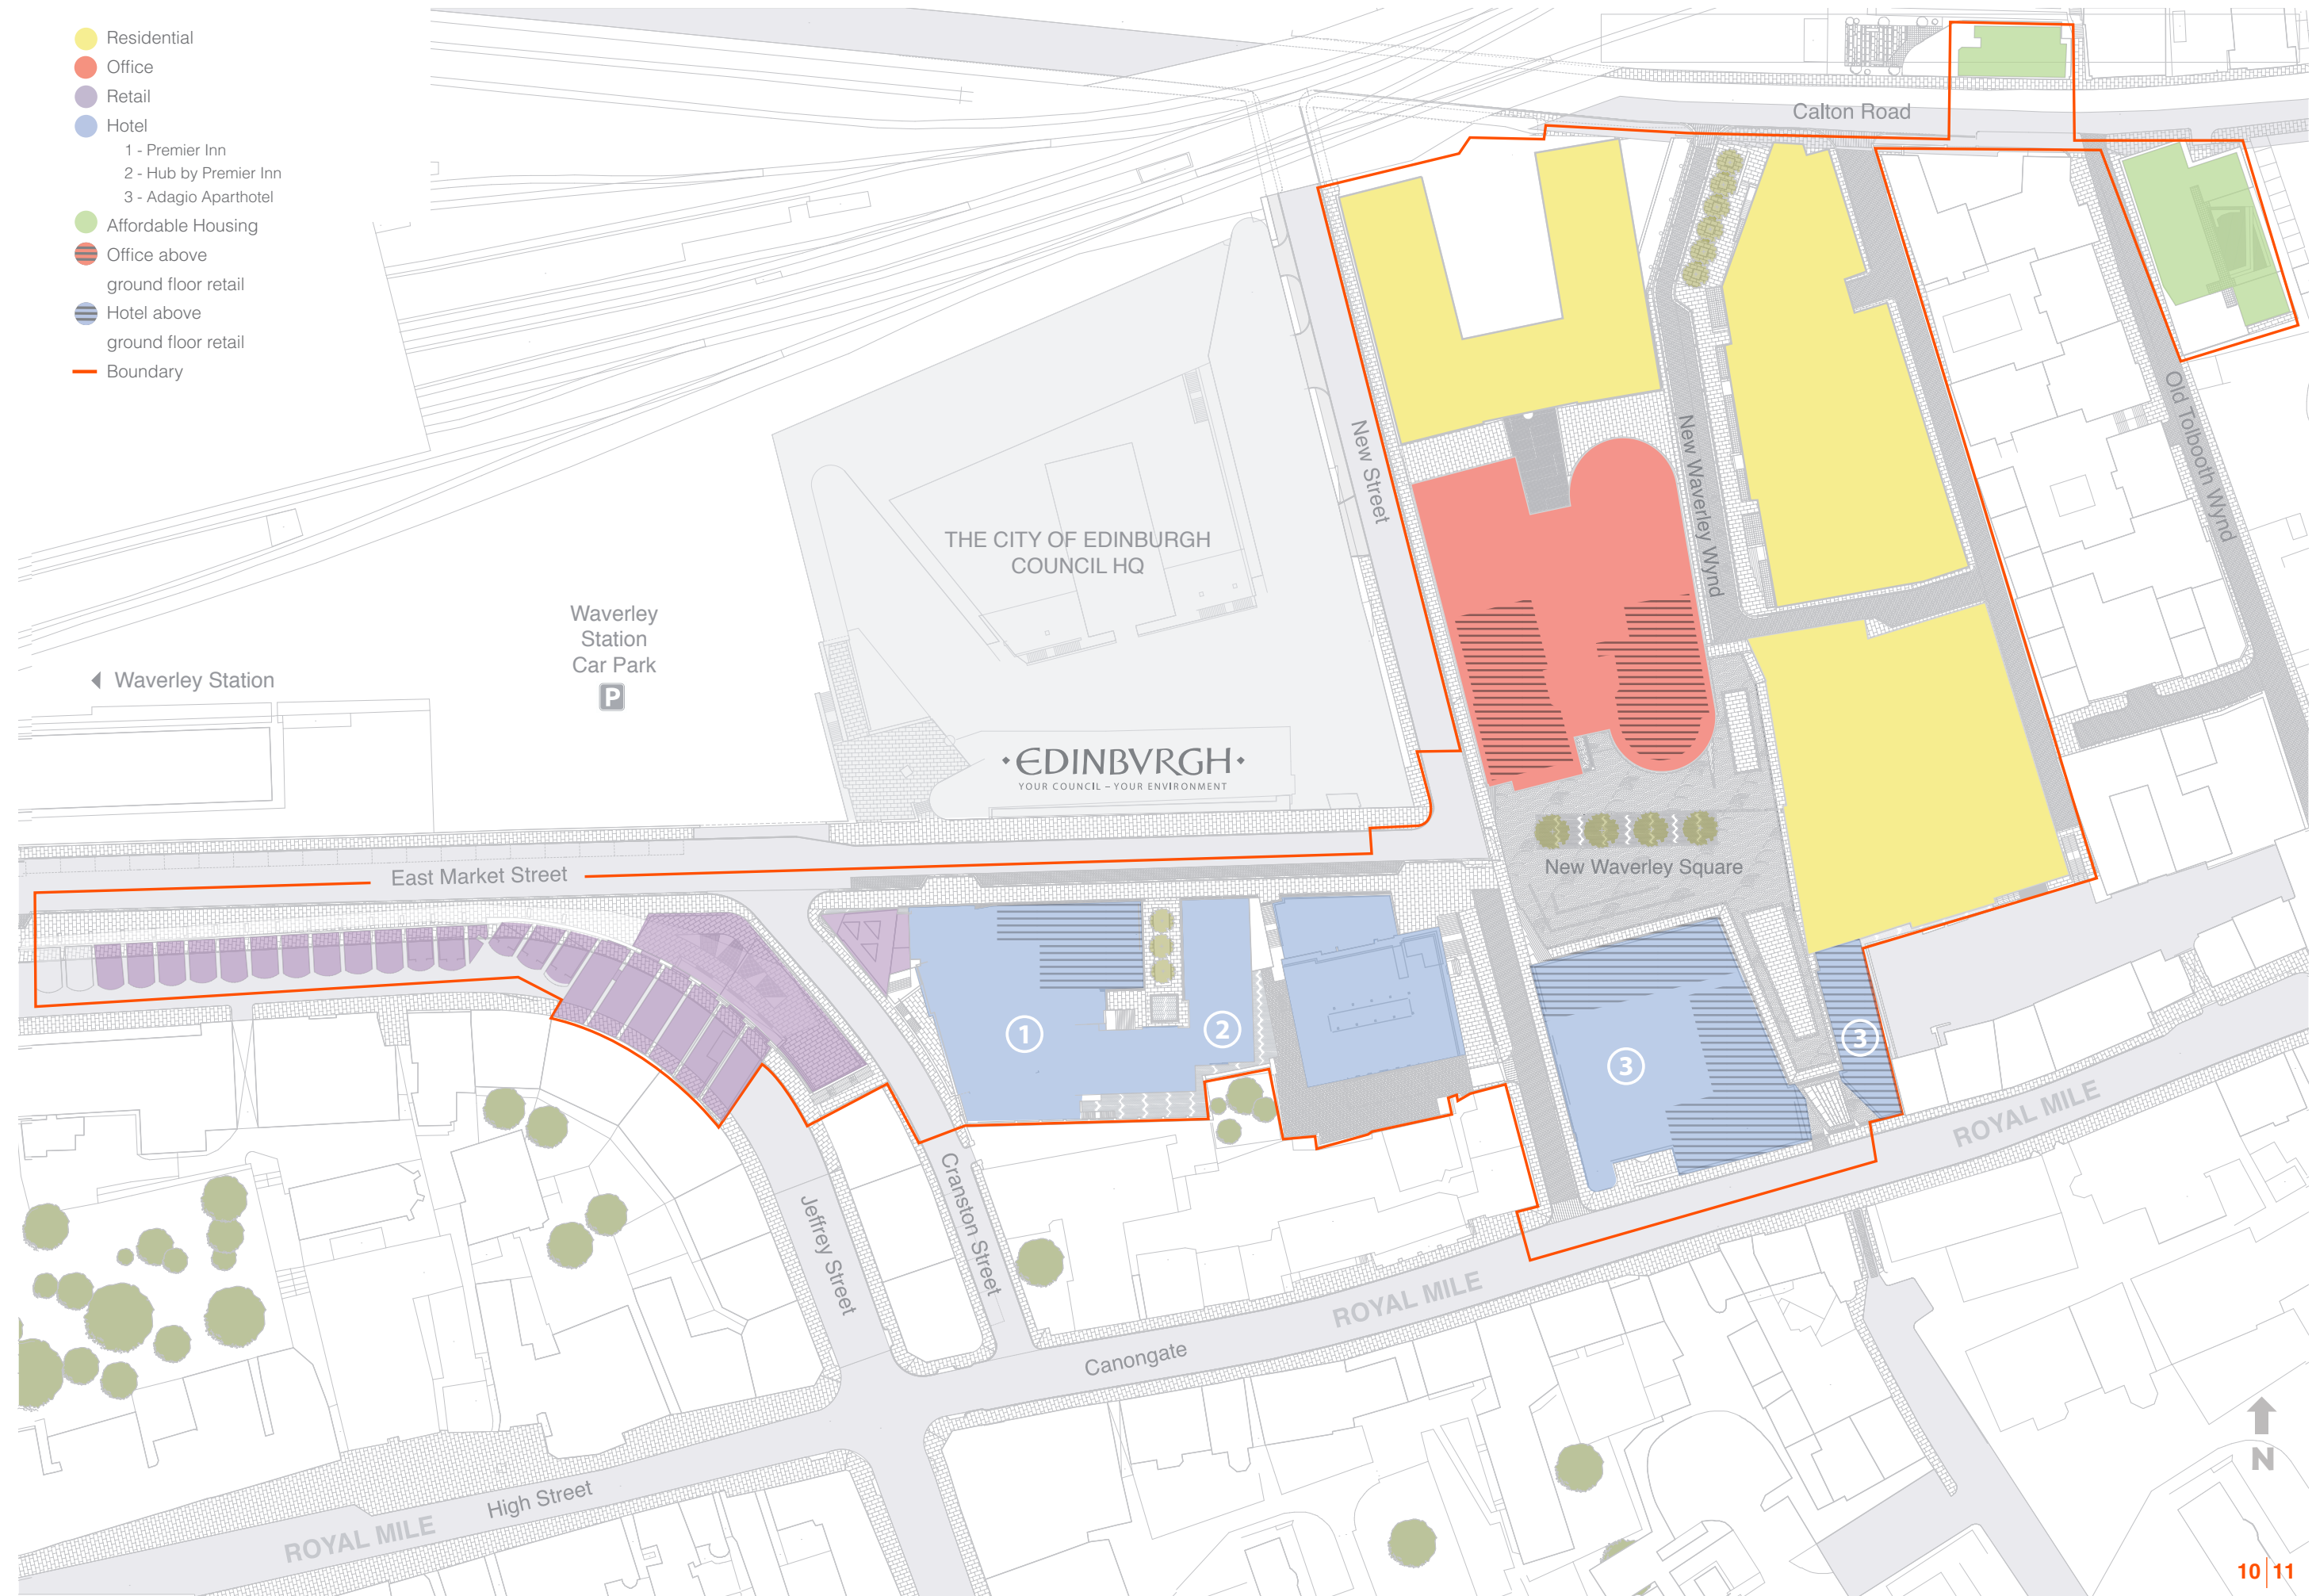 Residential
Office
Retail
Hotel
1 - Premier Inn
2 - Hub by Premier Inn
3 - Adagio Aparthotel
Affordable Housing
Office above
ground floor retail
Hotel above
ground floor retail
Boundary
Calton Road
New Street
New Waverley Wynd
Old Tolbooth Wynd
THE CITY OF EDINBURGH
COUNCIL HQ
Waverley
Station
Car Park
P
Waverley Station
EDINBVRGH
YOUR COUNCIL – YOUR ENVIRONMENT
East Market Street
New Waverley Square
1
2
3
3
ROYAL MILE
Cranston Street
Jeffrey Street
ROYAL MILE
Canongate
High Street
ROYAL MILE
N
10 | 11